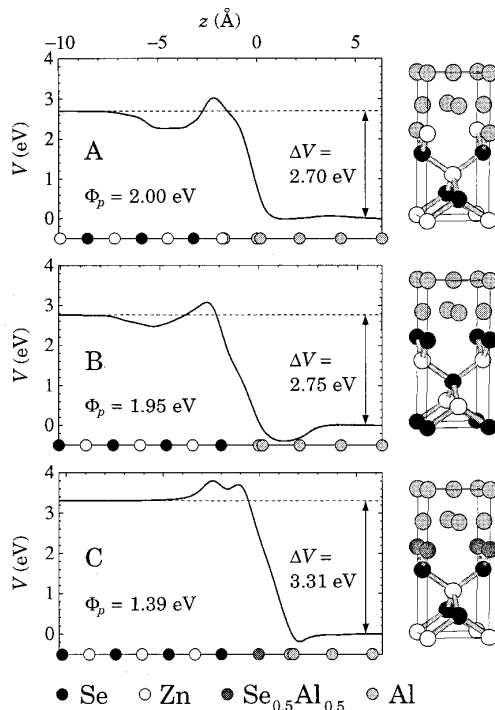 z (Å)
-10 -5 0 5
4
3
2
1
0
V (eV)
A
Φp = 2.00 eV
ΔV =
2.70 eV
4
3
2
1
0
V (eV)
B
Φp = 1.95 eV
ΔV =
2.75 eV
4
3
2
1
0
V (eV)
C
Φp = 1.39 eV
ΔV =
3.31 eV
Se Zn Se0.5Al0.5 Al